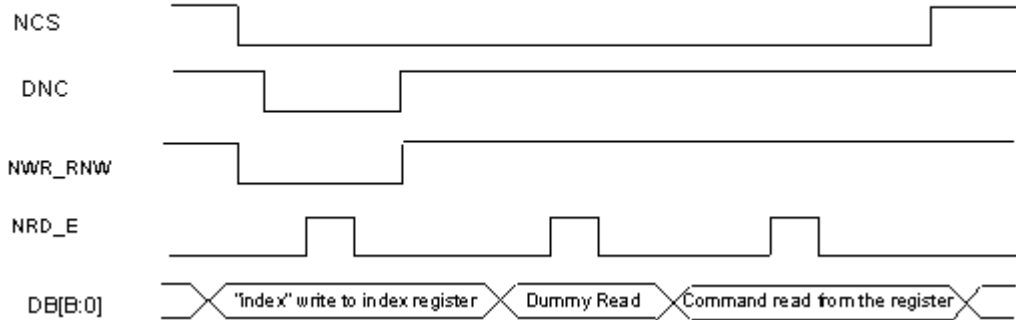 NCS
DNC
NWR_RNW
NRD_E
DB[B:0]
"index" write to index register
Dummy Read
Command read from the register